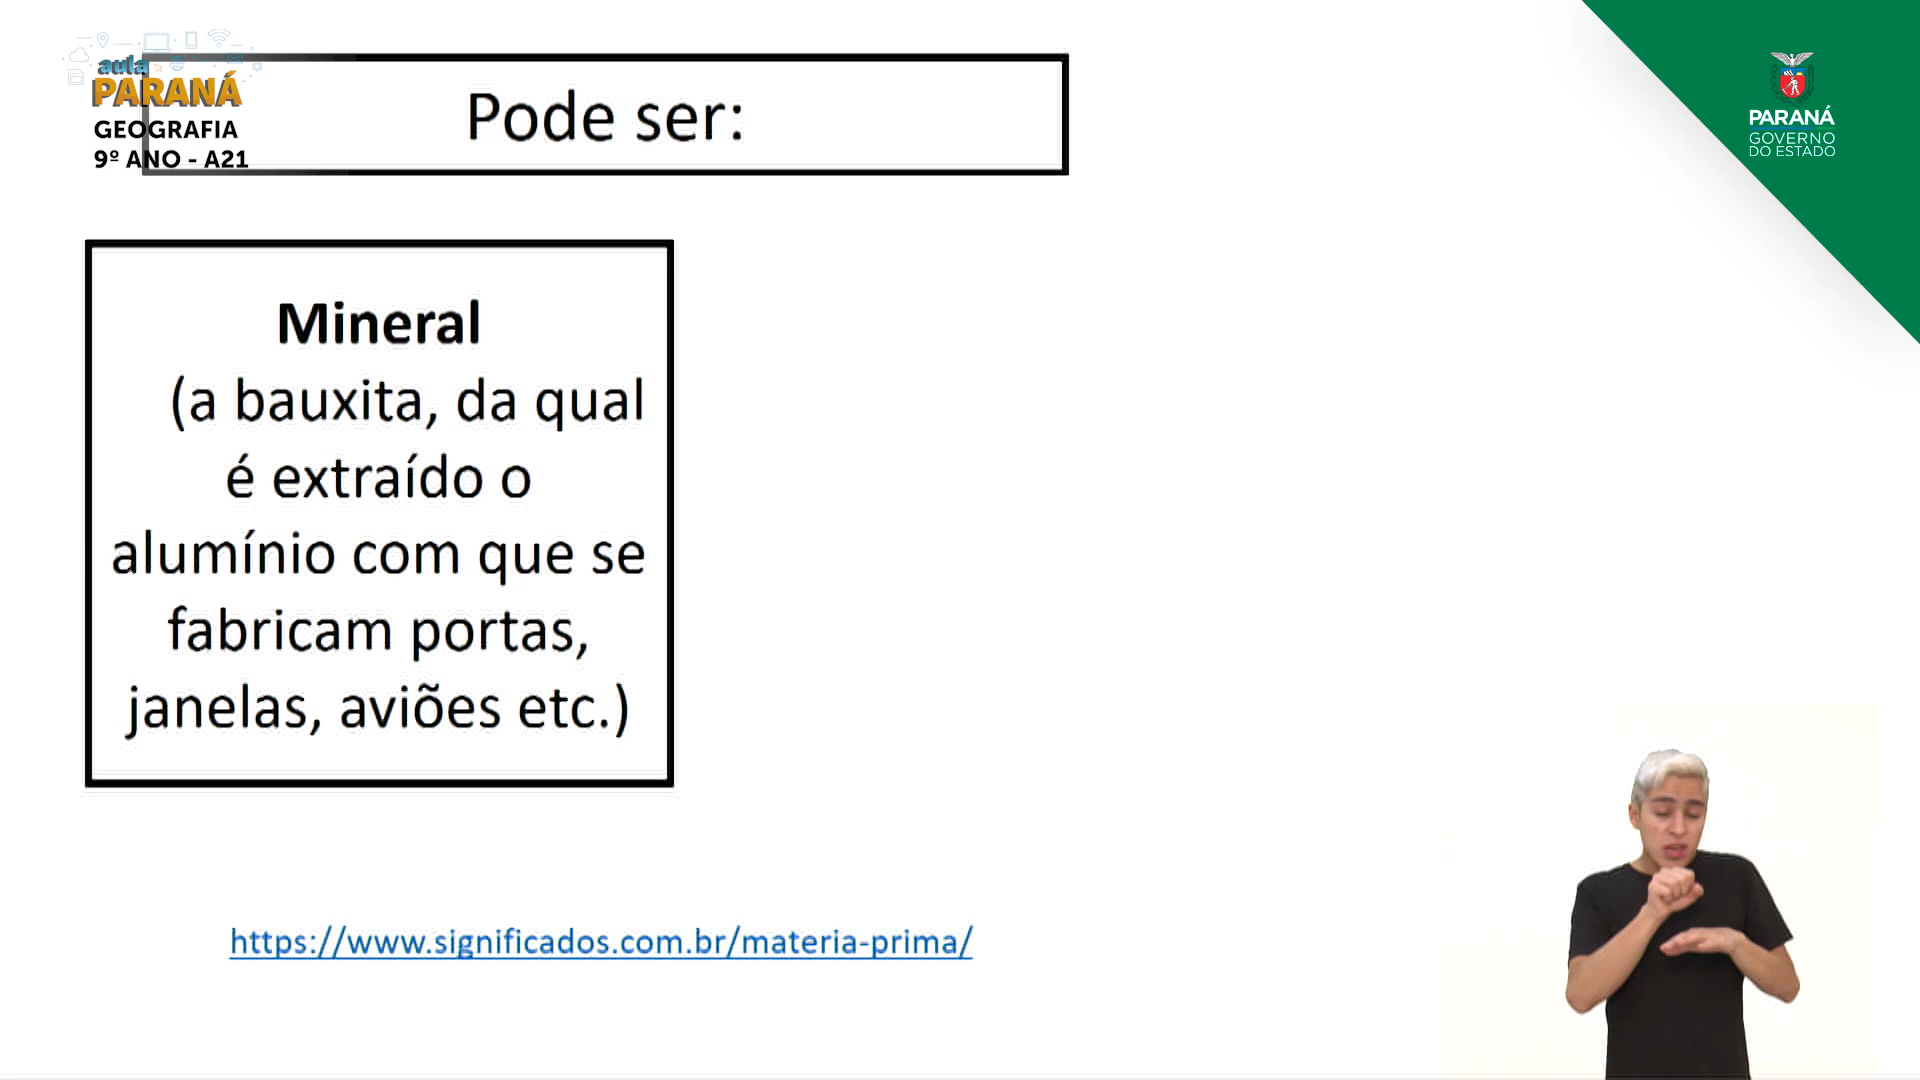 aula
PARANÁ
GEOGRAFIA
9º ANO - A21
Pode ser:
PARANÁ
GOVERNO
DO ESTADO
Mineral
(a bauxita, da qual
é extraído o
alumínio com que se
fabricam portas,
janelas, aviões etc.)
https://www.significados.com.br/materia-prima/